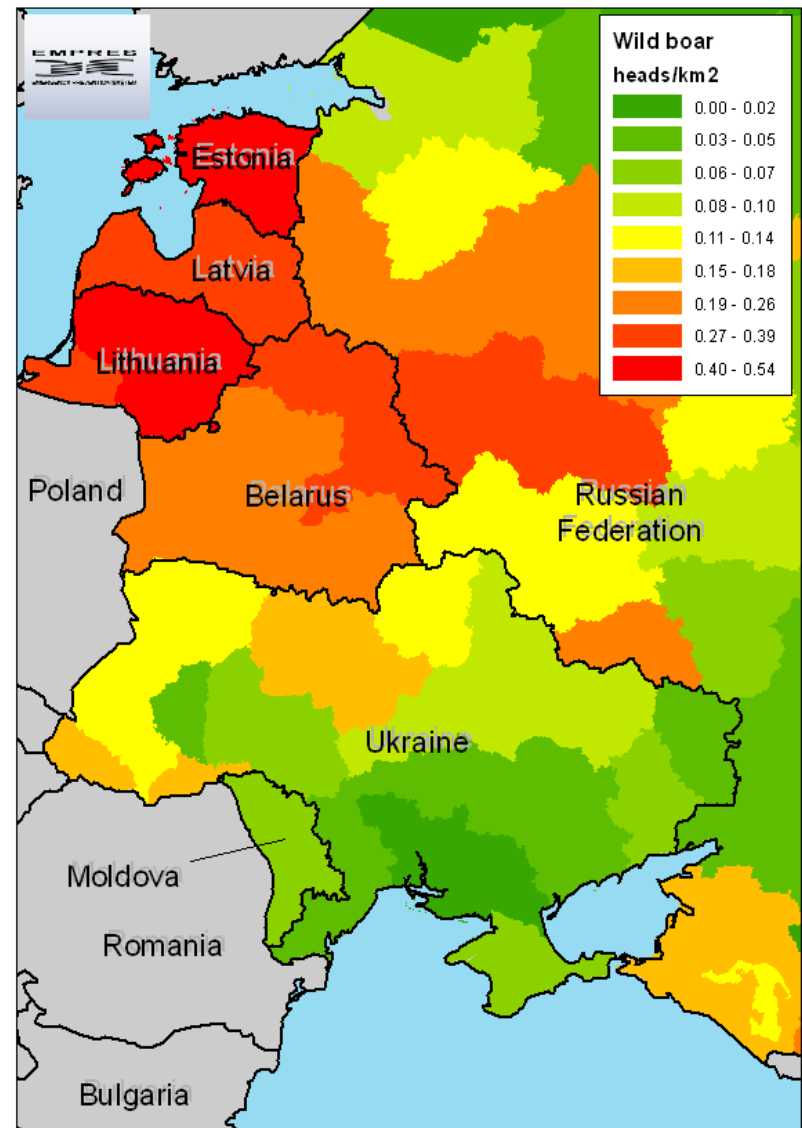 EMPRES
Wild boar
heads/km2
0.00 - 0.02
0.03 - 0.05
0.06 - 0.07
0.08 - 0.10
0.11 - 0.14
0.15 - 0.18
0.19 - 0.26
0.27 - 0.39
0.40 - 0.54
Estonia
Latvia
Lithuania
Poland
Belarus
Russian
Federation
Ukraine
Moldova
Romania
Bulgaria